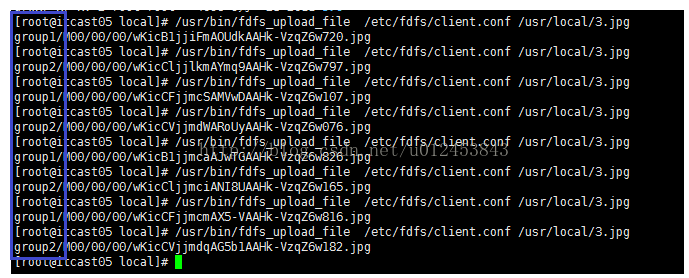 [root@itcast05 local]# /usr/bin/fdfs_upload_file  /etc/fdfs/client.conf /usr/local/3.jpg
group1/M00/00/00/wKicB1jjiFmAOUdkAAHk-VzqZ6w720.jpg
[root@itcast05 local]# /usr/bin/fdfs_upload_file  /etc/fdfs/client.conf /usr/local/3.jpg
group2/M00/00/00/wKicCljjlkmAYmq9AAHk-VzqZ6w797.jpg
[root@itcast05 local]# /usr/bin/fdfs_upload_file  /etc/fdfs/client.conf /usr/local/3.jpg
group1/M00/00/00/wKicCFjjmcSAMVwDAAHk-VzqZ6w107.jpg
[root@itcast05 local]# /usr/bin/fdfs_upload_file  /etc/fdfs/client.conf /usr/local/3.jpg
group2/M00/00/00/wKicCVjjmdWARoUyAAHk-VzqZ6w076.jpg
[root@itcast05 local]# /usr/bin/fdfs_upload_file  /etc/fdfs/client.conf /usr/local/3.jpg
http://blog.csdn.net/u012453843
group1/M00/00/00/wKicB1jjmcaAJwTGAAHk-VzqZ6w826.jpg
[root@itcast05 local]# /usr/bin/fdfs_upload_file  /etc/fdfs/client.conf /usr/local/3.jpg
group2/M00/00/00/wKicCljjmciANI8UAAHk-VzqZ6w165.jpg
[root@itcast05 local]# /usr/bin/fdfs_upload_file  /etc/fdfs/client.conf /usr/local/3.jpg
group1/M00/00/00/wKicCFjjmcmAX5-VAAHk-VzqZ6w816.jpg
[root@itcast05 local]# /usr/bin/fdfs_upload_file  /etc/fdfs/client.conf /usr/local/3.jpg
group2/M00/00/00/wKicCVjjmdqAG5b1AAHk-VzqZ6w182.jpg
[root@itcast05 local]#